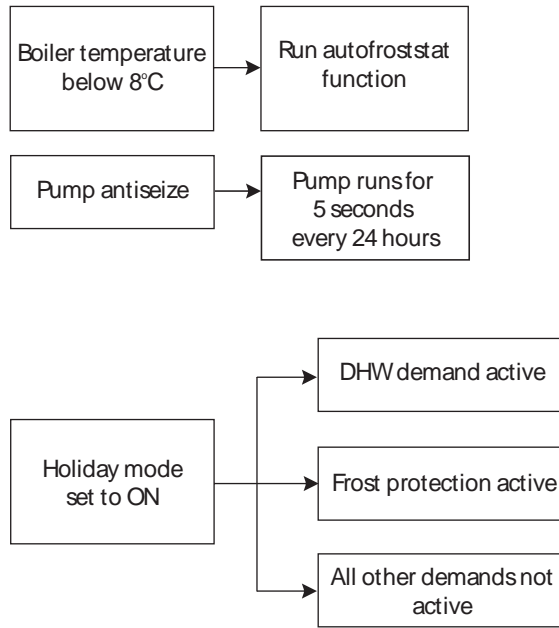 Boiler temperature
below 8°C
Run autofroststat
function
Pump antiseize
Pump runs for
5 seconds
every 24 hours
Holiday mode
set to ON
DHW demand active
Frost protection active
All other demands not
active